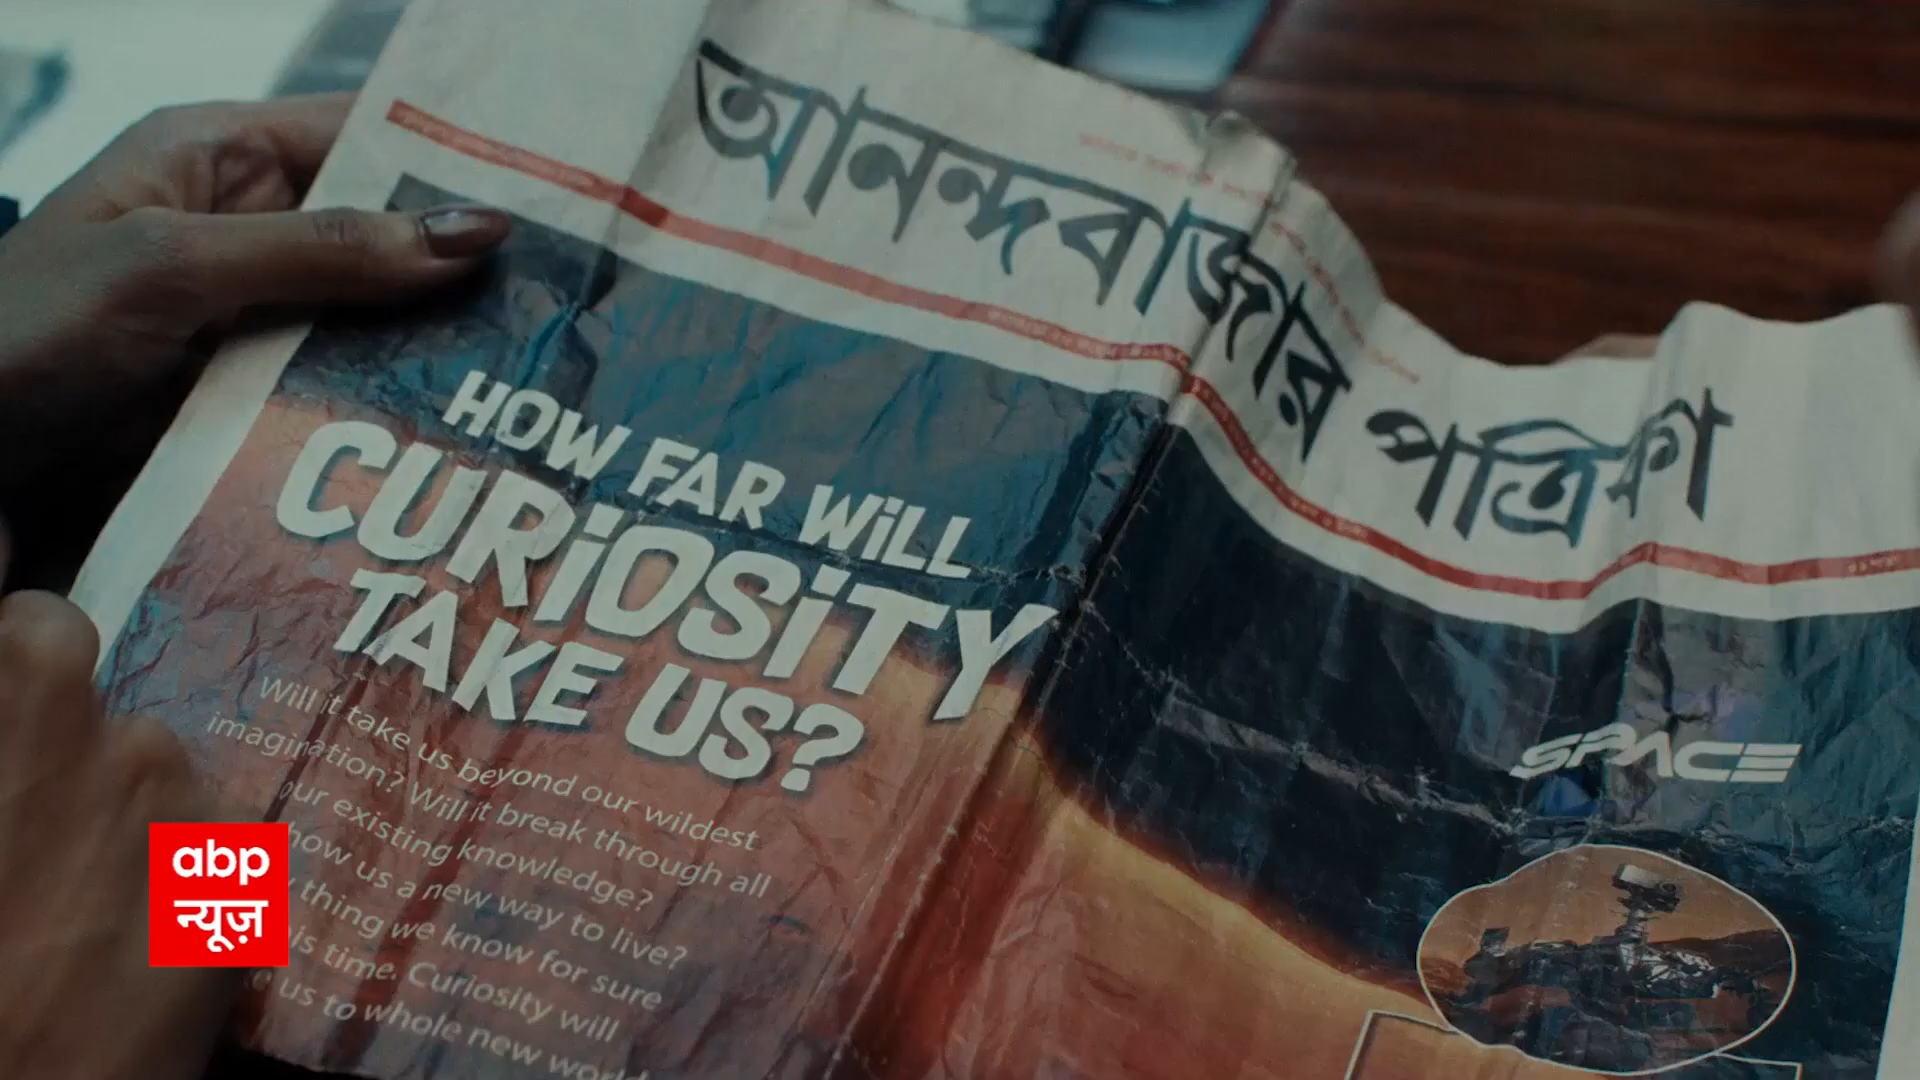 আনন্দবাজার পত্রিকা
HOW FAR WiLL
CURiOSiTY
TAKE US?
Will it take us beyond our wildest
imagination? Will it break through all
our existing knowledge?
how us a new way to live?
thing we know for sure
is time. Curiosity will
us to whole new world
SPACE
abp
न्यूज़